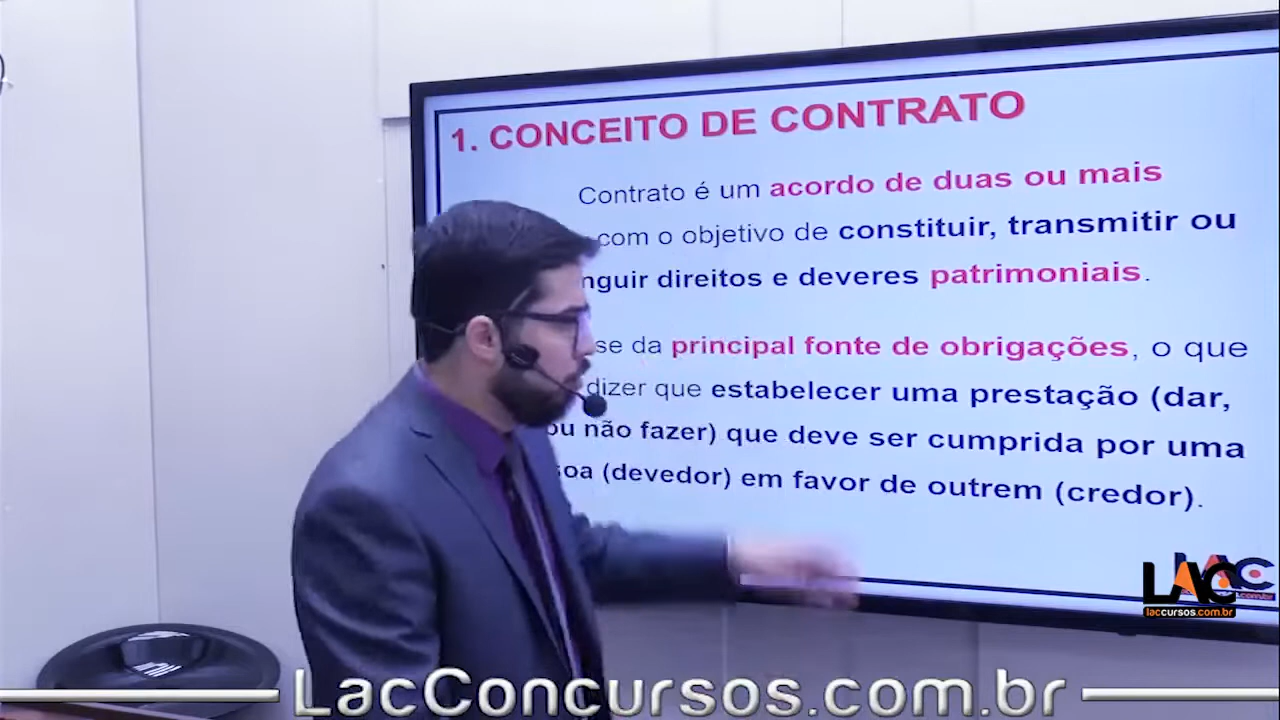 1. CONCEITO DE CONTRATO
Contrato é um acordo de duas ou mais
com o objetivo de constituir, transmitir ou
nguir direitos e deveres patrimoniais.
se da principal fonte de obrigações, o que
dizer que estabelecer uma prestação (dar,
ou não fazer) que deve ser cumprida por uma
soa (devedor) em favor de outrem (credor).
LAC
.com.br
LAC
laccursos.com.br
LacConcursos.com.br